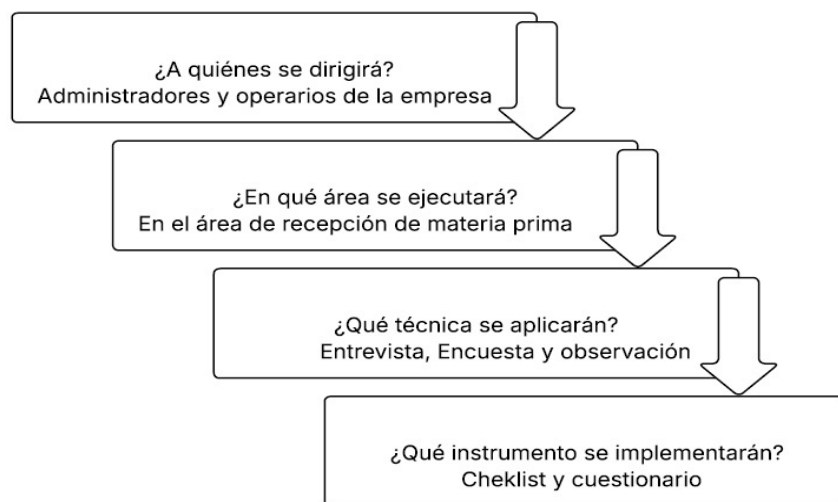 ¿A quiénes se dirigirá?
Administradores y operarios de la empresa
¿En qué área se ejecutará?
En el área de recepción de materia prima
¿Qué técnica se aplicarán?
Entrevista, Encuesta y observación
¿Qué instrumento se implementarán?
Cheklist y cuestionario